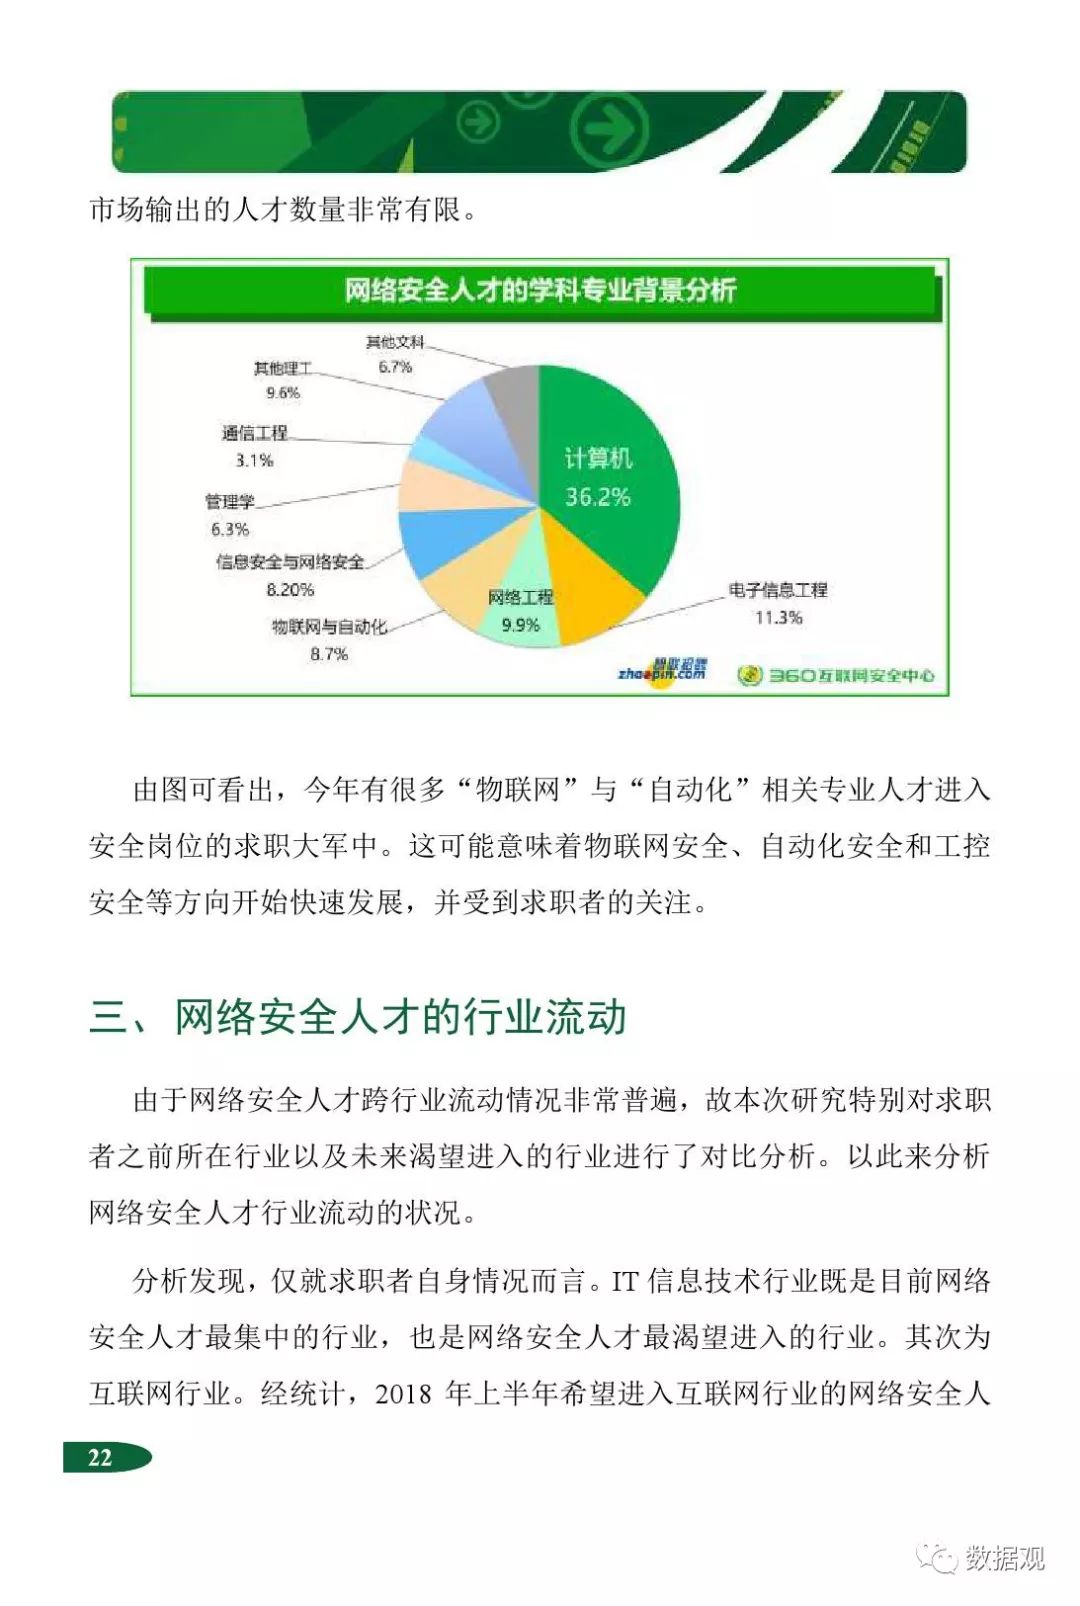 市场输出的人才数量非常有限。
网络安全人才的学科专业背景分析
其他文科
6.7%
其他理工
9.6%
通信工程
3.1%
管理学
6.3%
信息安全与网络安全
8.20%
物联网与自动化
8.7%
网络工程
9.9%
计算机
36.2%
电子信息工程
11.3%
智联招聘
zhaopin.com
360互联网安全中心
由图可看出，今年有很多“物联网”与“自动化”相关专业人才进入
安全岗位的求职大军中。这可能意味着物联网安全、自动化安全和工控
安全等方向开始快速发展，并受到求职者的关注。
三、网络安全人才的行业流动
由于网络安全人才跨行业流动情况非常普遍，故本次研究特别对求职
者之前所在行业以及未来渴望进入的行业进行了对比分析。以此来分析
网络安全人才行业流动的状况。
分析发现，仅就求职者自身情况而言。IT 信息技术行业既是目前网络
安全人才最集中的行业，也是网络安全人才最渴望进入的行业。其次为
互联网行业。经统计，2018 年上半年希望进入互联网行业的网络安全人
22
数据观